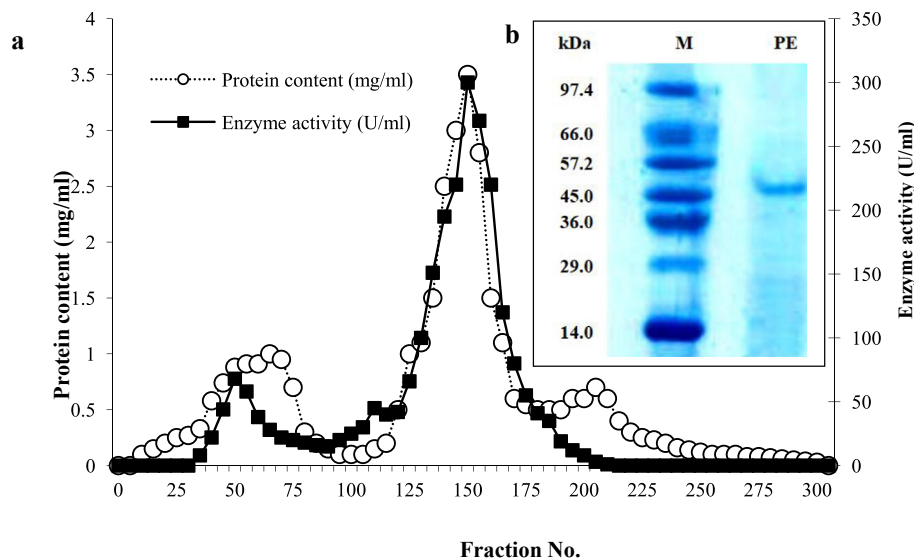 a
Protein content (mg/ml)
4
3.5
3
2.5
2
1.5
1
0.5
0
Protein content (mg/ml)
Enzyme activity (U/ml)
b
kDa M PE
97.4
66.0
57.2
45.0
36.0
29.0
14.0
350
300
250
200
150
100
50
0
Enzyme activity (U/ml)
0 25 50 75 100 125 150 175 200 225 250 275 300
Fraction No.